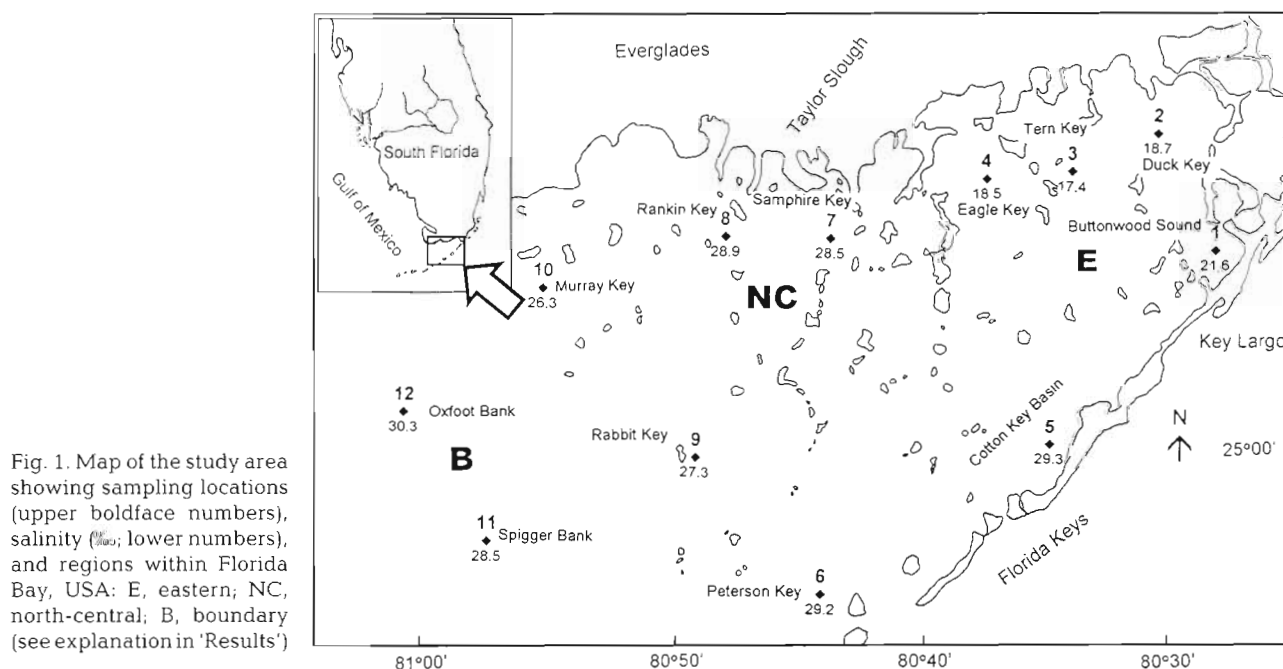 Everglades
Taylor Slough
South Florida
Gulf of Mexico
Tern Key
2
18.7
Duck Key
4
18.5
3
17.4
Eagle Key
Samphire Key
Rankin Key
8
28.9
7
28.5
Buttonwood Sound
1
21.6
E
10
26.3
Murray Key
NC
Key Largo
12
30.3
Oxfoot Bank
Rabbit Key
9
27.3
Cotton Key Basin
5
29.3
N
25°00'
B
11
28.5
Spigger Bank
Florida Keys
Peterson Key
6
29.2
81°00'
80°50'
80°40'
80°30'
Fig. 1. Map of the study area
showing sampling locations
(upper boldface numbers),
salinity (‰; lower numbers),
and regions within Florida
Bay, USA: E, eastern; NC,
north-central; B, boundary
(see explanation in 'Results')